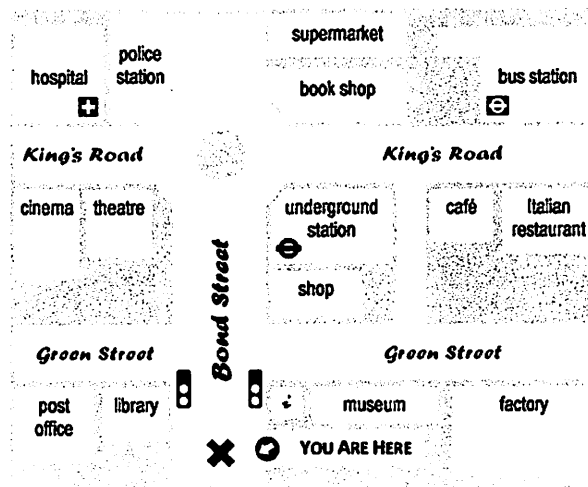 supermarket
police
station
hospital
book shop
bus station
King's Road
King's Road
cinema
theatre
underground
station
café
Italian
restaurant
shop
Bond Street
Green Street
Green Street
post
office
library
i
museum
factory
YOU ARE HERE